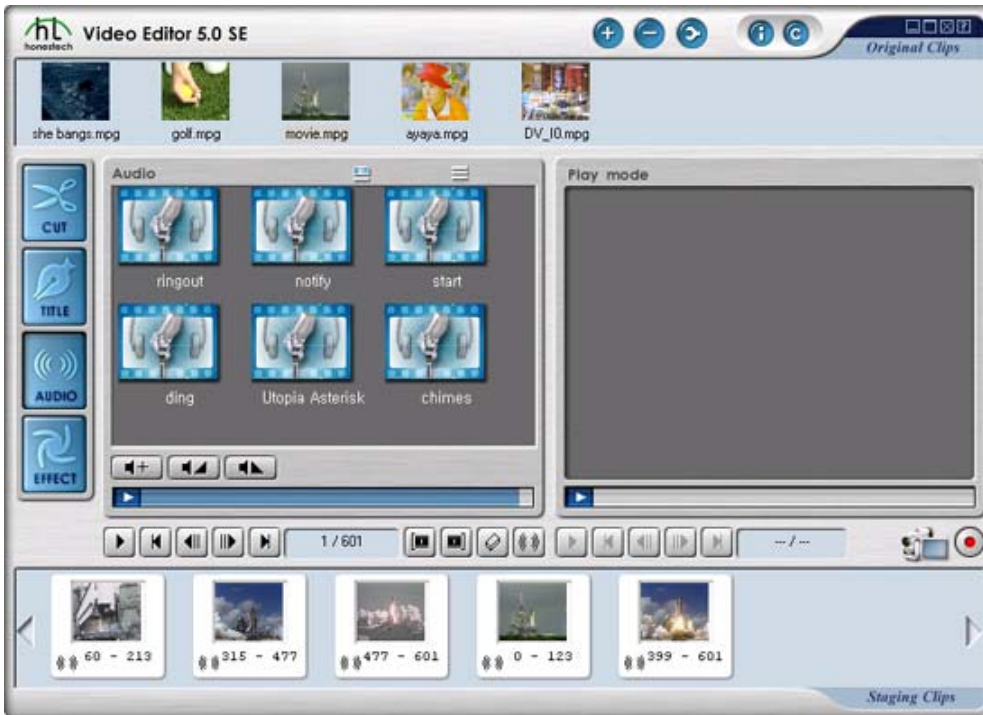 ht
honestech
Video Editor 5.0 SE
Original Clips
she bangs.mpg golf.mpg movie.mpg ayaya.mpg DV_I0.mpg
CUT
TITLE
AUDIO
EFFECT
Audio
ringout notify start
ding Utopia Asterisk chimes
Play mode
1 / 601
--- / ---
60 - 213 315 - 477 477 - 601 0 - 123 399 - 601
Staging Clips